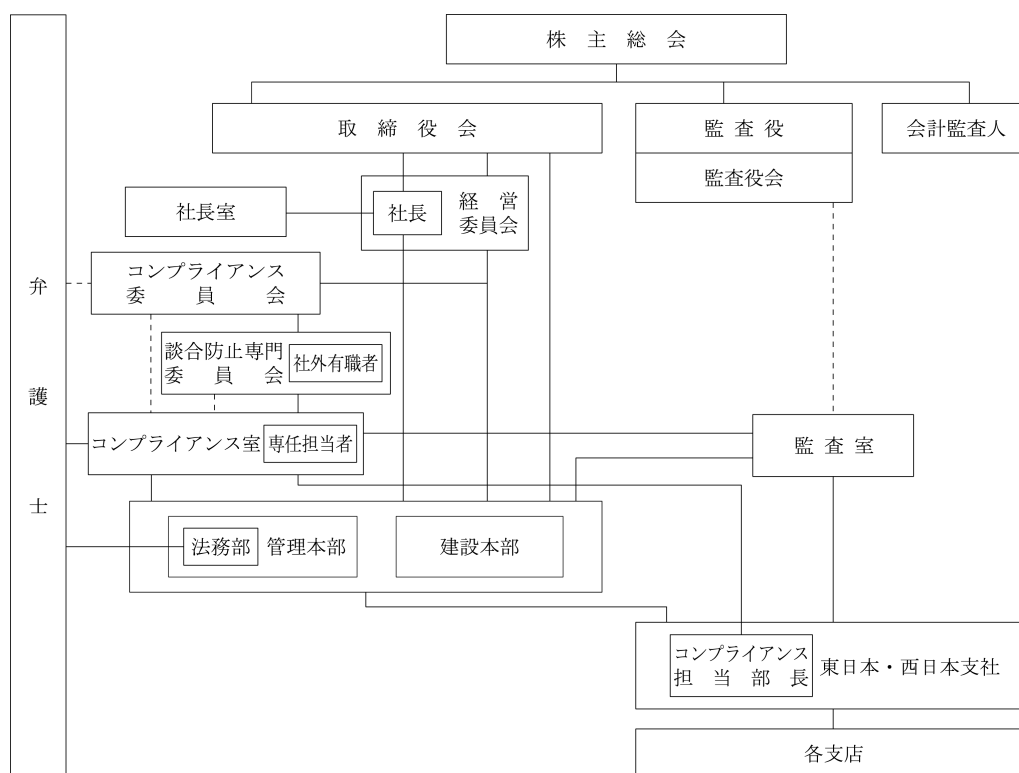 株主総会
取締役会
監査役
会計監査人
監査役会
社長室
社長
経営
委員会
コンプライアンス
委員会
弁護士
談合防止専門
委員会
社外有職者
コンプライアンス室
専任担当者
監査室
法務部
管理本部
建設本部
コンプライアンス
担当部長
東日本・西日本支社
各支店